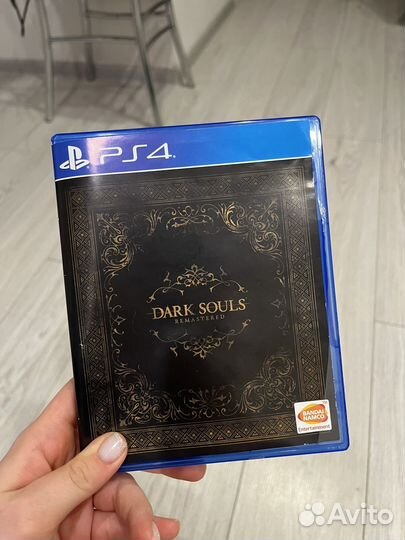 PS4
DARK SOULS
REMASTERED
BANDAI
NAMCO
Entertainment
Avito